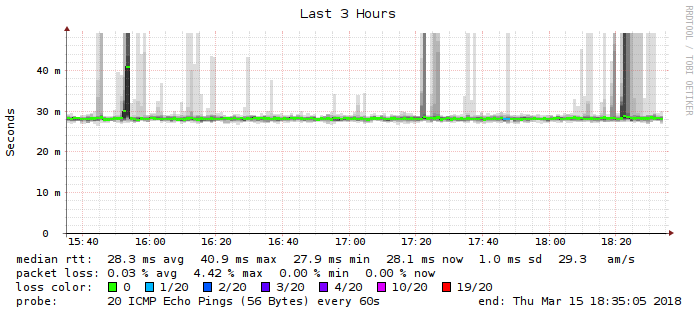 Last 3 Hours
RRDTOOL / TOBI OETIKER
Seconds
40 m
30 m
20 m
10 m
0
15:40 16:00 16:20 16:40 17:00 17:20 17:40 18:00 18:20
median rtt: 28.3 ms avg 40.9 ms max 27.9 ms min 28.1 ms now 1.0 ms sd 29.3 am/s
packet loss: 0.03 % avg 4.42 % max 0.00 % min 0.00 % now
loss color: 0 1/20 2/20 3/20 4/20 10/20 19/20
probe: 20 ICMP Echo Pings (56 Bytes) every 60s end: Thu Mar 15 18:35:05 2018